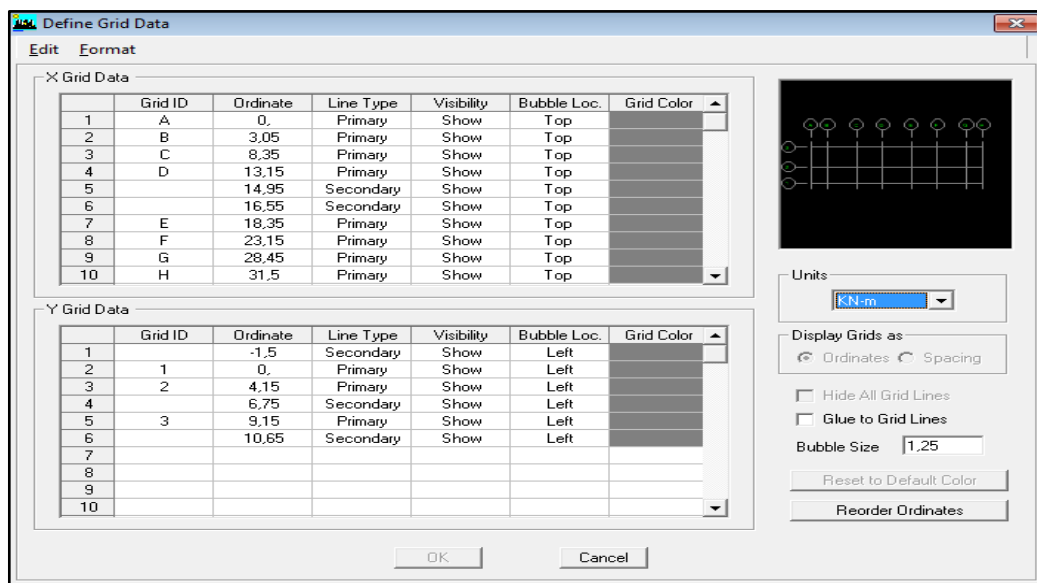 Define Grid Data
Edit Format
X Grid Data
Grid ID Ordinate Line Type Visibility Bubble Loc. Grid Color
1 A 0, Primary Show Top
2 B 3,05 Primary Show Top
3 C 8,35 Primary Show Top
4 D 13,15 Primary Show Top
5 14,95 Secondary Show Top
6 16,55 Secondary Show Top
7 E 18,35 Primary Show Top
8 F 23,15 Primary Show Top
9 G 28,45 Primary Show Top
10 H 31,5 Primary Show Top
Y Grid Data
Grid ID Ordinate Line Type Visibility Bubble Loc. Grid Color
1 -1,5 Secondary Show Left
2 1 0, Primary Show Left
3 2 4,15 Primary Show Left
4 6,75 Secondary Show Left
5 3 9,15 Primary Show Left
6 10,65 Secondary Show Left
7
8
9
10
Units
KN-m
Display Grids as
Ordinates Spacing
Hide All Grid Lines
Glue to Grid Lines
Bubble Size 1,25
Reset to Default Color
Reorder Ordinates
OK Cancel